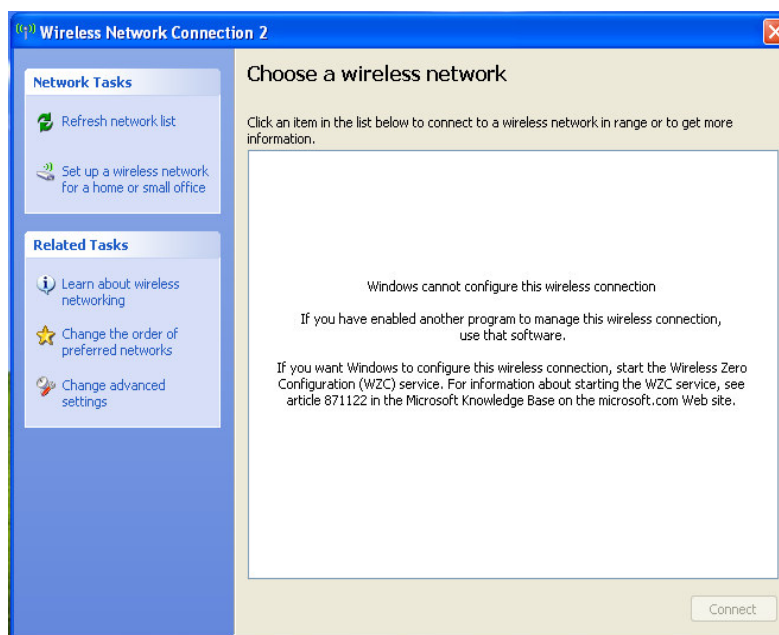 Wireless Network Connection 2
Network Tasks
Refresh network list
Set up a wireless network
for a home or small office
Related Tasks
Learn about wireless
networking
Change the order of
preferred networks
Change advanced
settings
Choose a wireless network
Click an item in the list below to connect to a wireless network in range or to get more
information.
Windows cannot configure this wireless connection
If you have enabled another program to manage this wireless connection,
use that software.
If you want Windows to configure this wireless connection, start the Wireless Zero
Configuration (WZC) service. For information about starting the WZC service, see
article 871122 in the Microsoft Knowledge Base on the microsoft.com Web site.
Connect